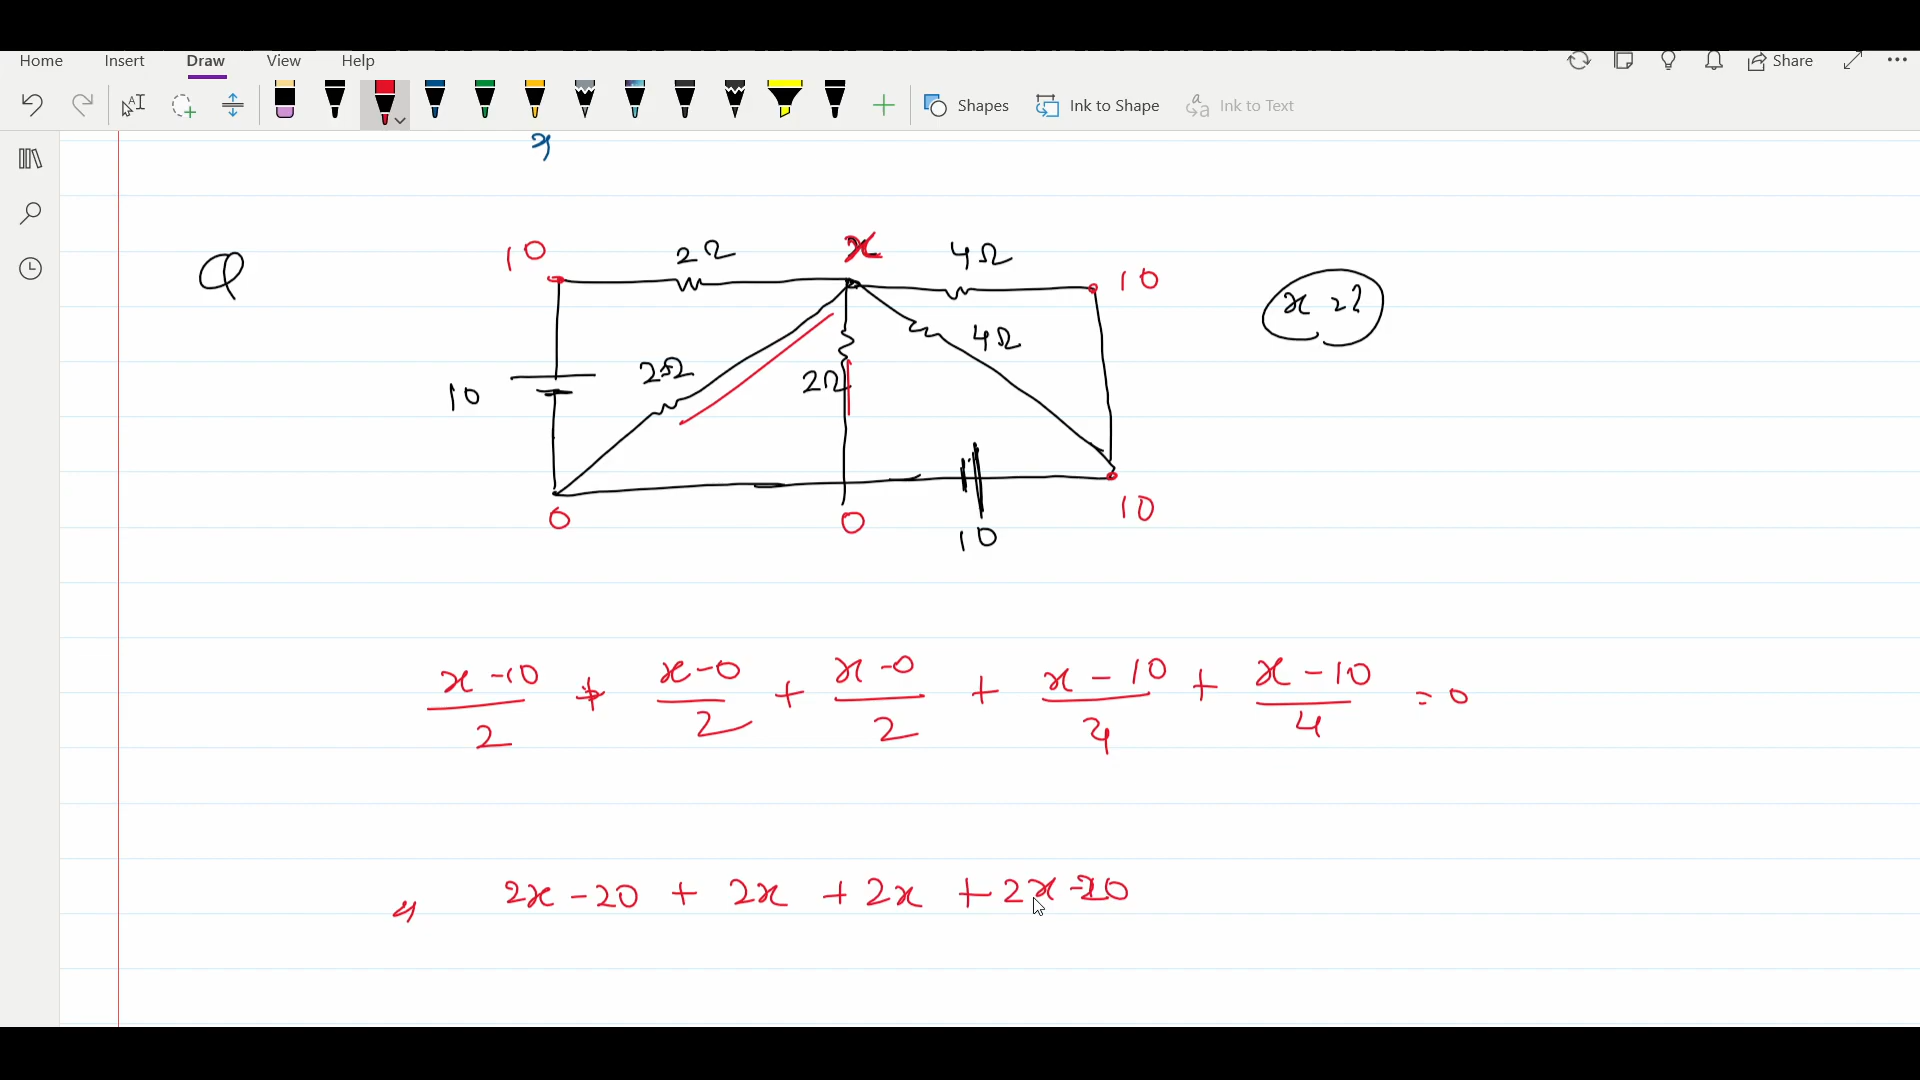 Home Insert Draw View Help Share
Shapes Ink to Shape Ink to Text
x
Q
10 2Ω x 4Ω 10
x = ?
4Ω
2Ω 2Ω
10
0 0 10
10
x-10/2 + x-0/2 + x-0/2 + x-10/4 + x-10/4 = 0
2x-20 + 2x + 2x + 2x-20